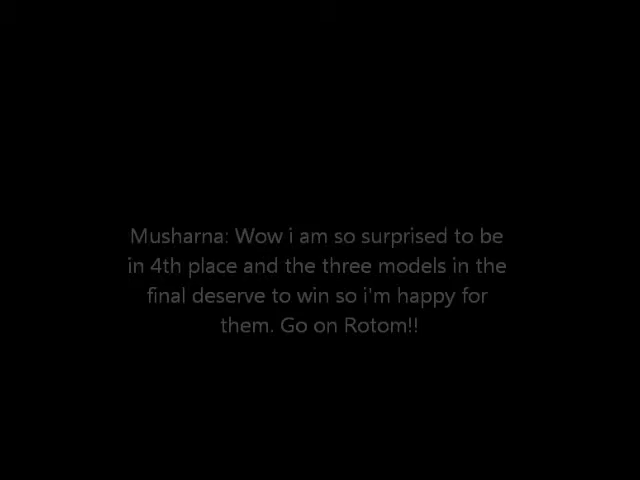 Musharna: Wow i am so surprised to be
in 4th place and the three models in the
final deserve to win so i'm happy for
them. Go on Rotom!!